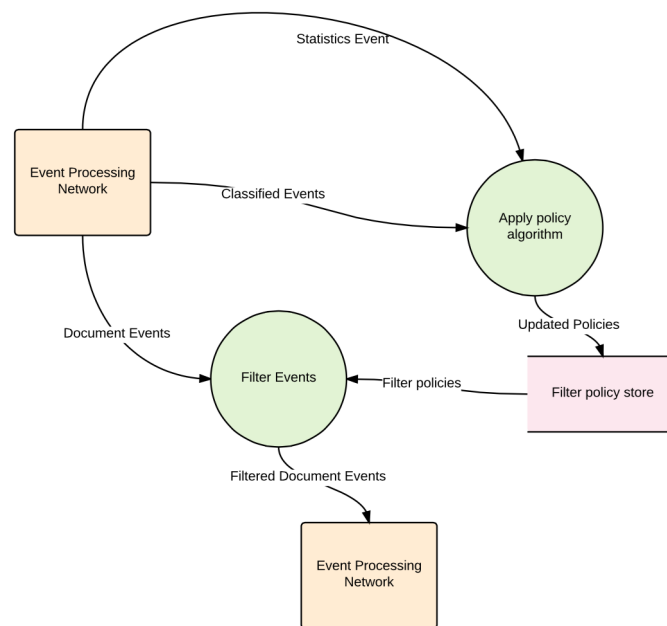 Statistics Event
Event Processing
Network
Classified Events
Apply policy
algorithm
Document Events
Updated Policies
Filter Events
Filter policies
Filter policy store
Filtered Document Events
Event Processing
Network